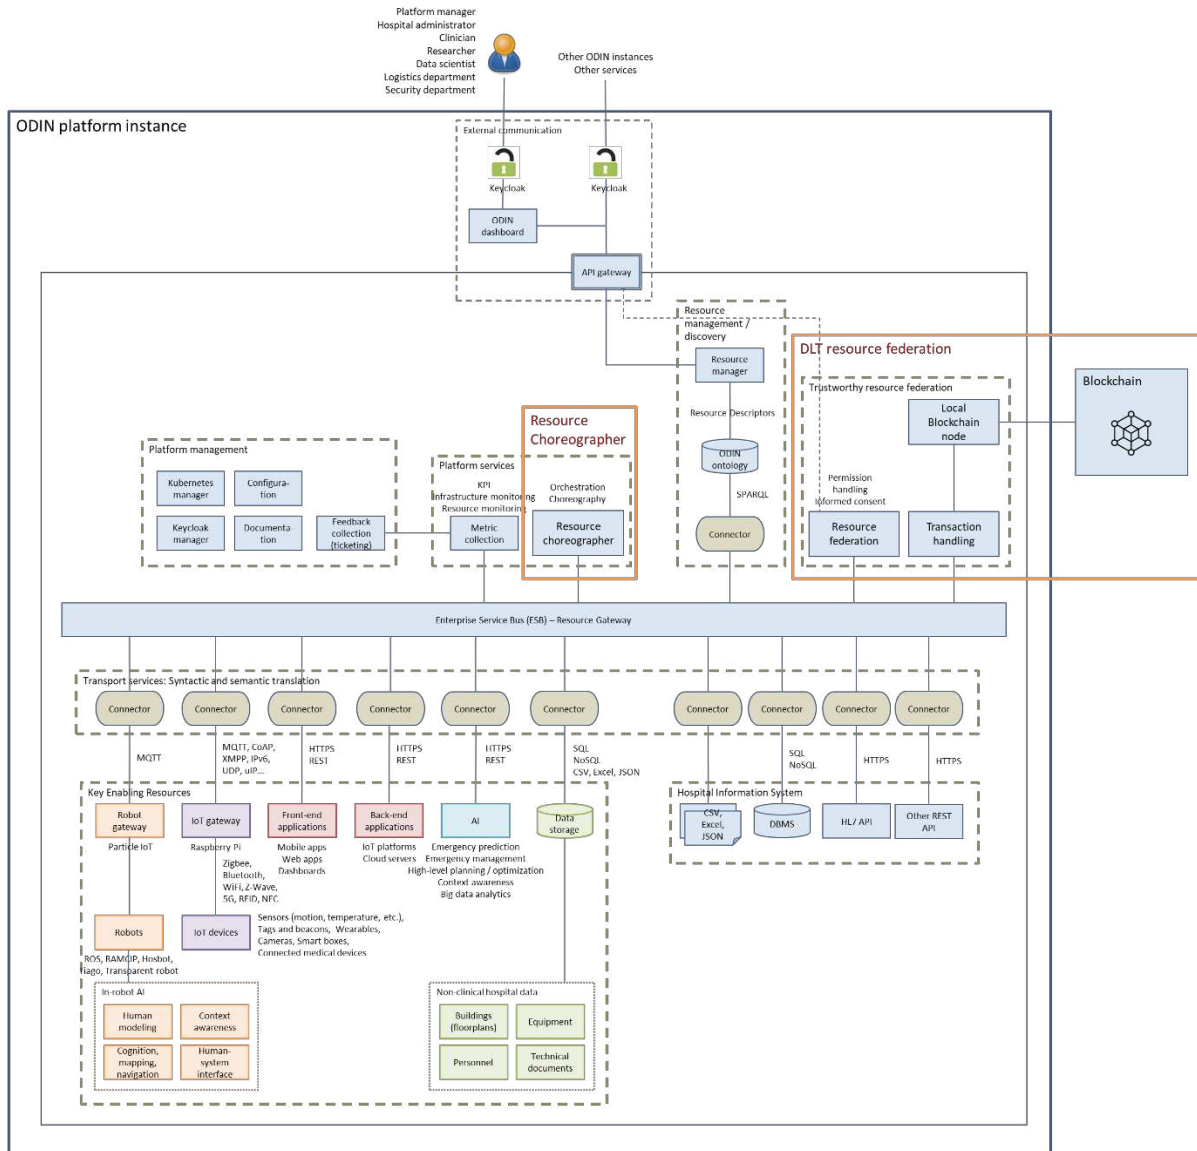 Platform manager
Hospital administrator
Clinician
Researcher
Data scientist
Logistics department
Security department
Other ODIN instances
Other services
ODIN platform instance
External communication
Keycloak
Keycloak
ODIN
dashboard
API gateway
Resource
management /
discovery
Resource
manager
Resource Descriptors
ODIN
ontology
SPARQL
Connector
DLT resource federation
Trustworthy resource federation
Local
Blockchain
node
Blockchain
Permission
handling
Informed consent
Resource
federation
Transaction
handling
Resource
Choreographer
Platform management
Kubernetes
manager
Configura-
tion
Keycloak
manager
Documenta-
tion
Feedback
collection
(ticketing)
Platform services
KPI
Infrastructure monitoring
Resource monitoring
Metric
collection
Orchestration
Choreography
Resource
choreographer
Enterprise Service Bus (ESB) – Resource Gateway
Transport services: Syntactic and semantic translation
Connector
Connector
Connector
Connector
Connector
Connector
Connector
Connector
Connector
Connector
MQTT
MQTT, CoAP,
XMPP, IPv6,
UDP, uIP...
HTTPS
REST
HTTPS
REST
HTTPS
REST
SQL
NoSQL
CSV, Excel, JSON
SQL
NoSQL
HTTPS
HTTPS
Key Enabling Resources
Robot
gateway
Particle IoT
IoT gateway
Raspberry Pi
Zigbee,
Bluetooth,
WiFi, Z-Wave,
5G, RFID, NFC
Front-end
applications
Mobile apps
Web apps
Dashboards
Back-end
applications
IoT platforms
Cloud servers
AI
Emergency prediction
Emergency management
High-level planning / optimization
Context awareness
Big data analytics
Data
storage
Hospital Information System
CSV,
Excel,
JSON
DBMS
HL7 API
Other REST
API
Robots
ROS, RAMCIP, Hosbot,
Tiago, Transparent robot
IoT devices
Sensors (motion, temperature, etc.),
Tags and beacons, Wearables,
Cameras, Smart boxes,
Connected medical devices
In-robot AI
Human
modeling
Context
awareness
Cognition,
mapping,
navigation
Human-
system
interface
Non-clinical hospital data
Buildings
(floorplans)
Equipment
Personnel
Technical
documents